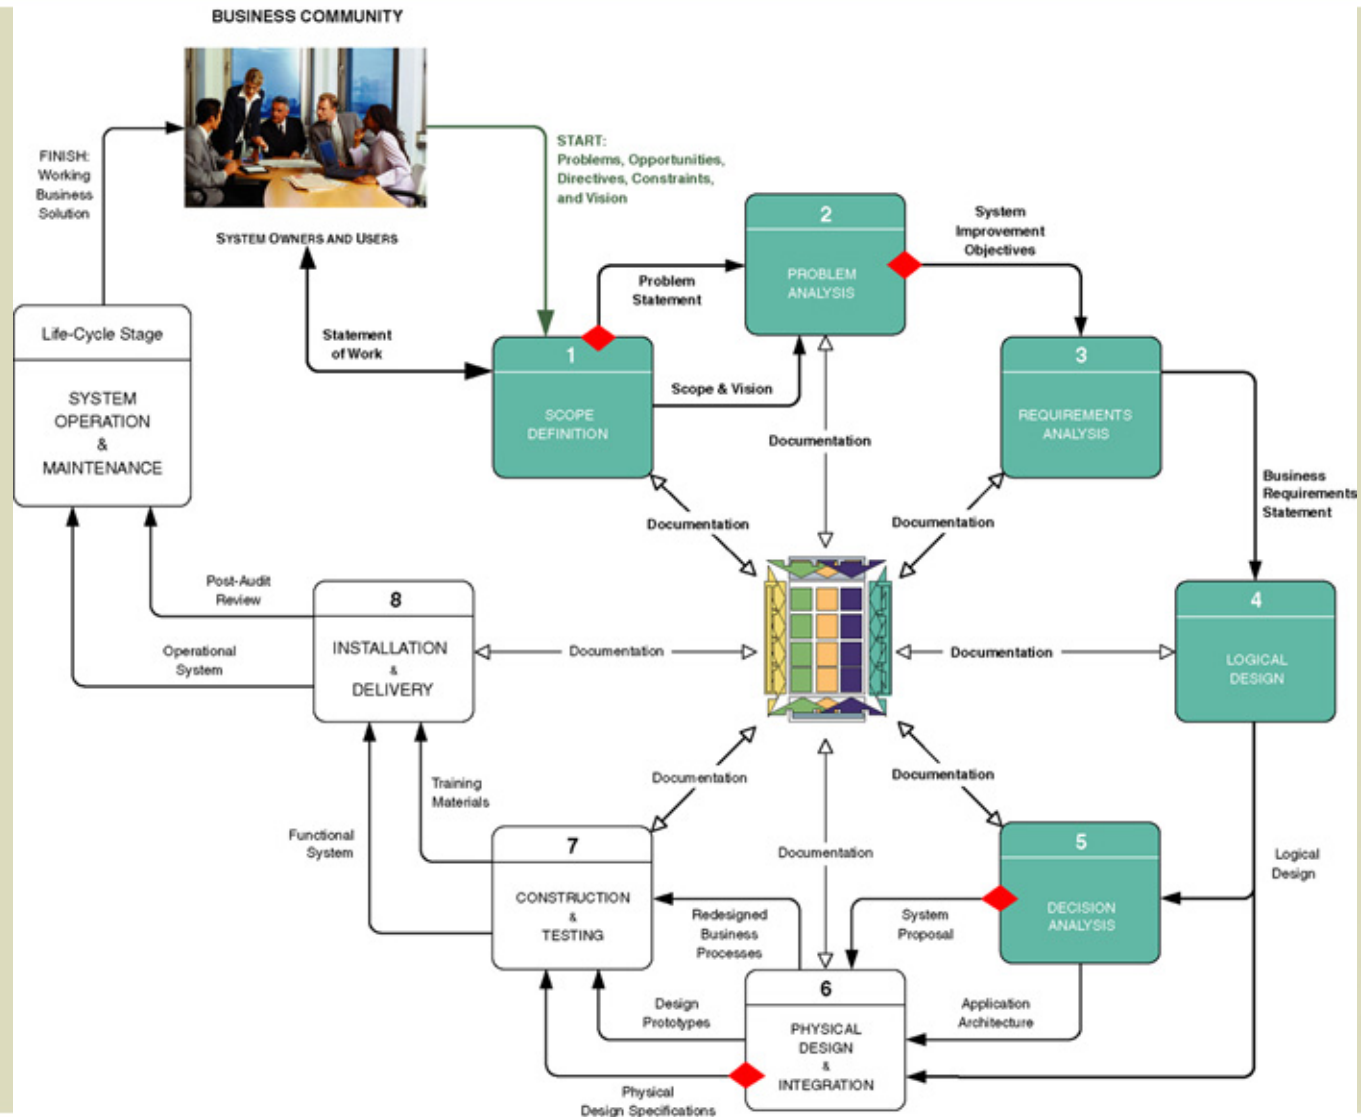 BUSINESS COMMUNITY
FINISH:
Working
Business
Solution
START:
Problems, Opportunities,
Directives, Constraints,
and Vision
SYSTEM OWNERS AND USERS
Statement
of Work
Problem
Statement
2
PROBLEM
ANALYSIS
System
Improvement
Objectives
Life-Cycle Stage
SYSTEM
OPERATION
&
MAINTENANCE
1
SCOPE
DEFINITION
Scope & Vision
3
REQUIREMENTS
ANALYSIS
Documentation
Documentation
Documentation
Business
Requirements
Statement
Post-Audit
Review
Operational
System
8
INSTALLATION
&
DELIVERY
Documentation
Documentation
4
LOGICAL
DESIGN
Training
Materials
Functional
System
Documentation
Documentation
Documentation
7
CONSTRUCTION
&
TESTING
5
DECISION
ANALYSIS
Logical
Design
Redesigned
Business
Processes
System
Proposal
Design
Prototypes
6
PHYSICAL
DESIGN
&
INTEGRATION
Application
Architecture
Physical
Design Specifications